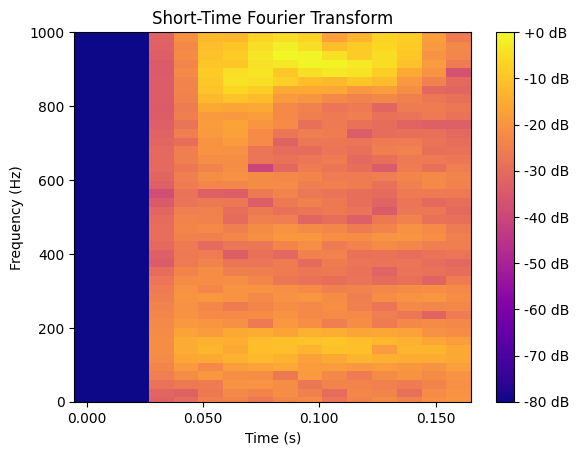 Short-Time Fourier Transform
1000
800
600
400
200
0
Frequency (Hz)
0.000
0.050
0.100
0.150
Time (s)
+0 dB
-10 dB
-20 dB
-30 dB
-40 dB
-50 dB
-60 dB
-70 dB
-80 dB